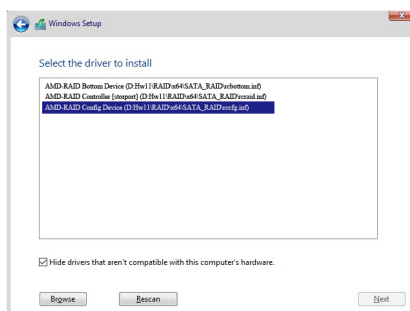 Windows Setup
Select the driver to install
AMD-RAID Bottom Device (D:Hw11\RAID\x64\SATA_RAID\rcbottom.inf)
AMD-RAID Controller [storport] (D:Hw11\RAID\x64\SATA_RAID\rcraid.inf)
AMD-RAID Config Device (D:Hw11\RAID\x64\SATA_RAID\rccfg.inf)
Hide drivers that aren't compatible with this computer's hardware.
Browse
Rescan
Next